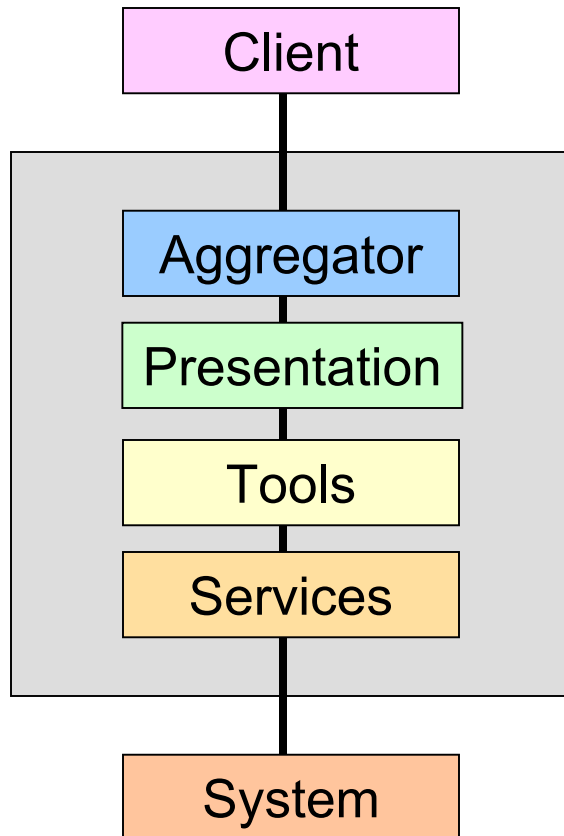 Client
Aggregator
Presentation
Tools
Services
System